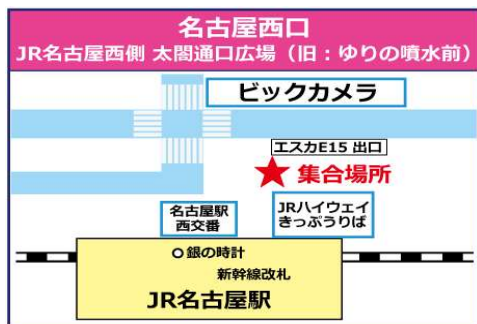 名古屋西口
JR名古屋西側 太閤通口広場（旧：ゆりの噴水前）
ビックカメラ
エスカE15 出口
★ 集合場所
名古屋駅
西交番
JRハイウェイ
きっぷうりば
銀の時計
新幹線改札
JR名古屋駅